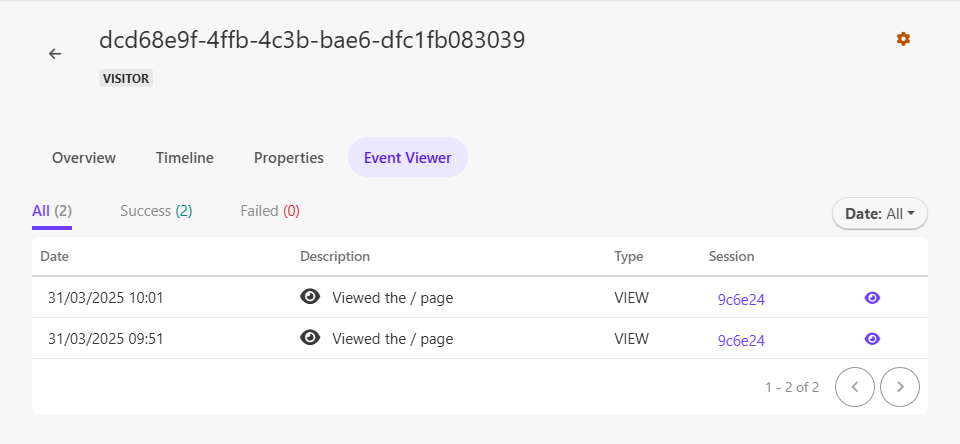 dcd68e9f-4ffb-4c3b-bae6-dfc1fb083039
VISITOR
Overview Timeline Properties Event Viewer
All (2) Success (2) Failed (0) Date: All
Date Description Type Session
31/03/2025 10:01 Viewed the / page VIEW 9c6e24
31/03/2025 09:51 Viewed the / page VIEW 9c6e24
1 - 2 of 2